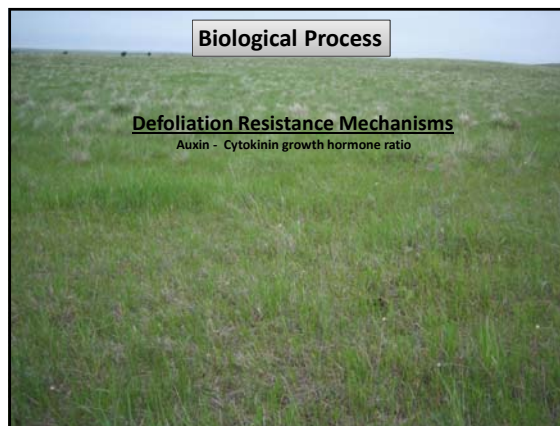 Biological Process
Defoliation Resistance Mechanisms
Auxin - Cytokinin growth hormone ratio